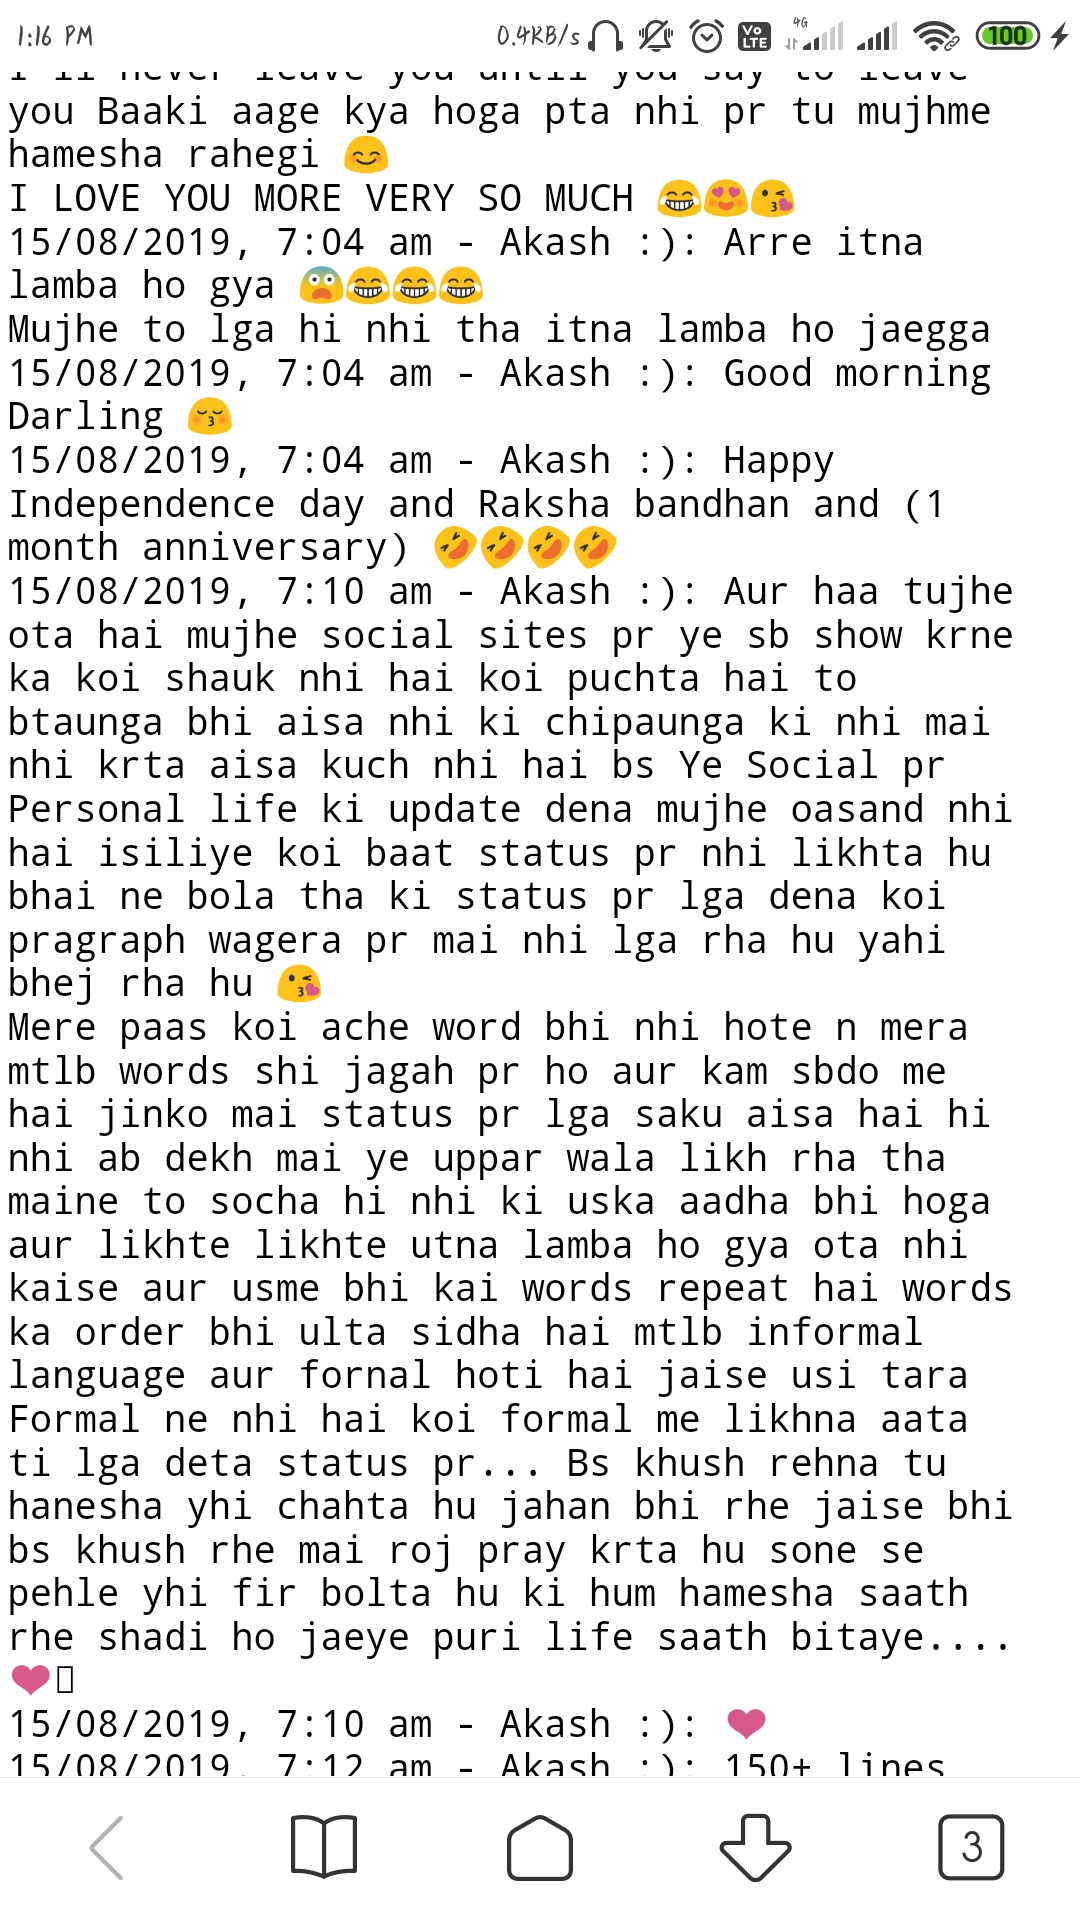 1:16 PM 0.4KB/s Vo LTE 4G 100
I'll never leave you until you say to leave
you Baaki aage kya hoga pta nhi pr tu mujhme
hamesha rahegi 😊
I LOVE YOU MORE VERY SO MUCH 😂😍😘
15/08/2019, 7:04 am - Akash :): Arre itna
lamba ho gya 😨😂😂😂
Mujhe to lga hi nhi tha itna lamba ho jaegga
15/08/2019, 7:04 am - Akash :): Good morning
Darling 😚
15/08/2019, 7:04 am - Akash :): Happy
Independence day and Raksha bandhan and (1
month anniversary) 🤣🤣🤣🤣
15/08/2019, 7:10 am - Akash :): Aur haa tujhe
ota hai mujhe social sites pr ye sb show krne
ka koi shauk nhi hai koi puchta hai to
btaunga bhi aisa nhi ki chipaunga ki nhi mai
nhi krta aisa kuch nhi hai bs Ye Social pr
Personal life ki update dena mujhe oasand nhi
hai isiliye koi baat status pr nhi likhta hu
bhai ne bola tha ki status pr lga dena koi
pragraph wagera pr mai nhi lga rha hu yahi
bhej rha hu 😘
Mere paas koi ache word bhi nhi hote n mera
mtlb words shi jagah pr ho aur kam sbdo me
hai jinko mai status pr lga saku aisa hai hi
nhi ab dekh mai ye uppar wala likh rha tha
maine to socha hi nhi ki uska aadha bhi hoga
aur likhte likhte utna lamba ho gya ota nhi
kaise aur usme bhi kai words repeat hai words
ka order bhi ulta sidha hai mtlb informal
language aur fornal hoti hai jaise usi tara
Formal ne nhi hai koi formal me likhna aata
ti lga deta status pr... Bs khush rehna tu
hanesha yhi chahta hu jahan bhi rhe jaise bhi
bs khush rhe mai roj pray krta hu sone se
pehle yhi fir bolta hu ki hum hamesha saath
rhe shadi ho jaeye puri life saath bitaye....
❤
15/08/2019, 7:10 am - Akash :): ❤
15/08/2019, 7:12 am - Akash :): 150+ lines
3